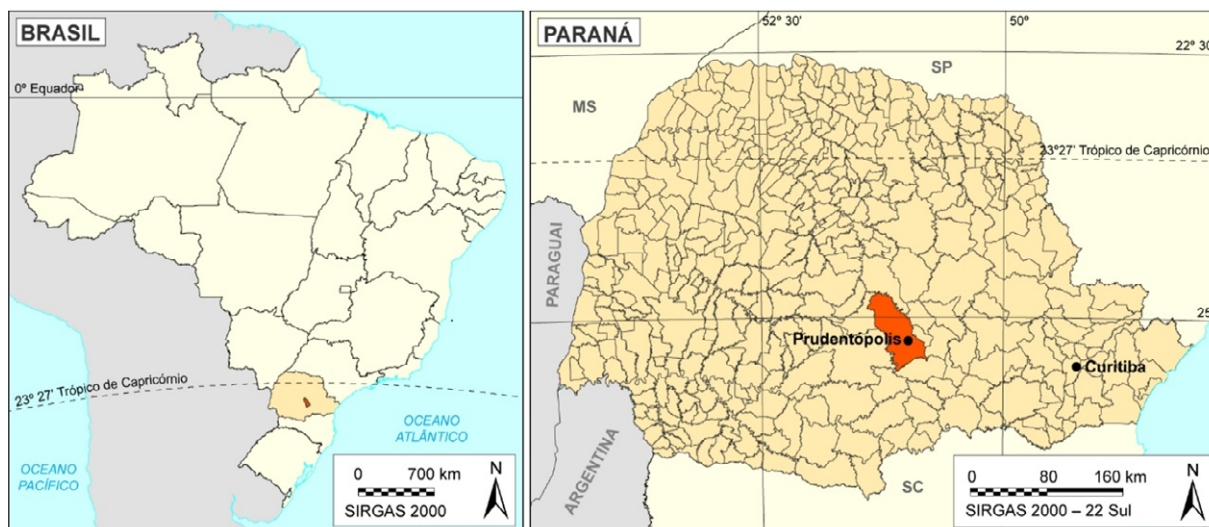 BRASIL
0º Equador
23º 27' Trópico de Capricórnio
OCEANO
PACÍFICO
OCEANO
ATLÂNTICO
0 700 km
SIRGAS 2000
N
PARANÁ
52º 30'
50º
22º 30'
SP
MS
23º27' Trópico de Capricórnio
PARAGUAI
25º
Prudentópolis
Curitiba
ARGENTINA
SC
0 80 160 km
SIRGAS 2000 – 22 Sul
N